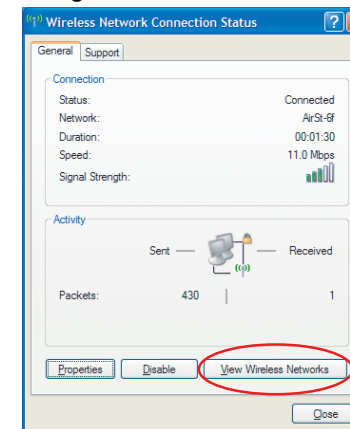 Wireless Network Connection Status
General Support
Connection
Status: Connected
Network: AirSt-6f
Duration: 00:01:30
Speed: 11.0 Mbps
Signal Strength:
Activity
Sent — — Received
Packets: 430 | 1
Properties Disable View Wireless Networks
Close